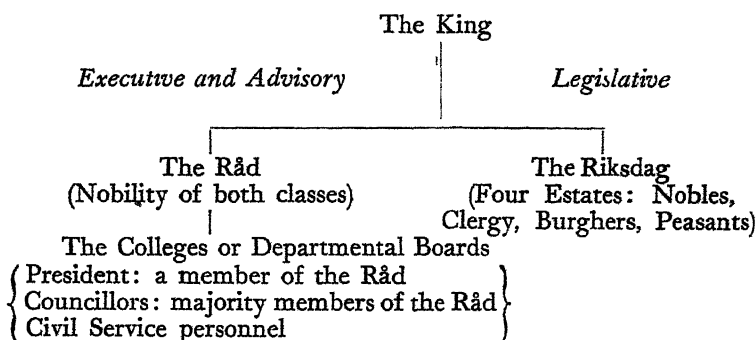 The King
Executive and Advisory Legislative
The Råd The Riksdag
(Nobility of both classes) (Four Estates: Nobles,
Clergy, Burghers, Peasants)
The Colleges or Departmental Boards
President: a member of the Råd
Councillors: majority members of the Råd
Civil Service personnel